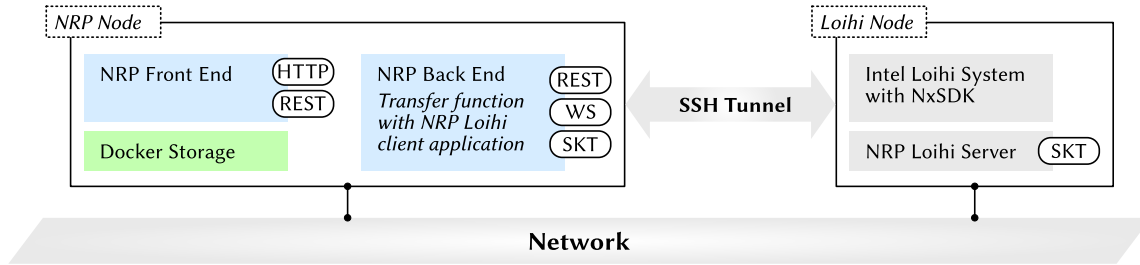 NRP Node
NRP Front End
HTTP
REST
Docker Storage
NRP Back End
Transfer function
with NRP Loihi
client application
REST
WS
SKT
SSH Tunnel
Loihi Node
Intel Loihi System
with NxSDK
NRP Loihi Server
SKT
Network